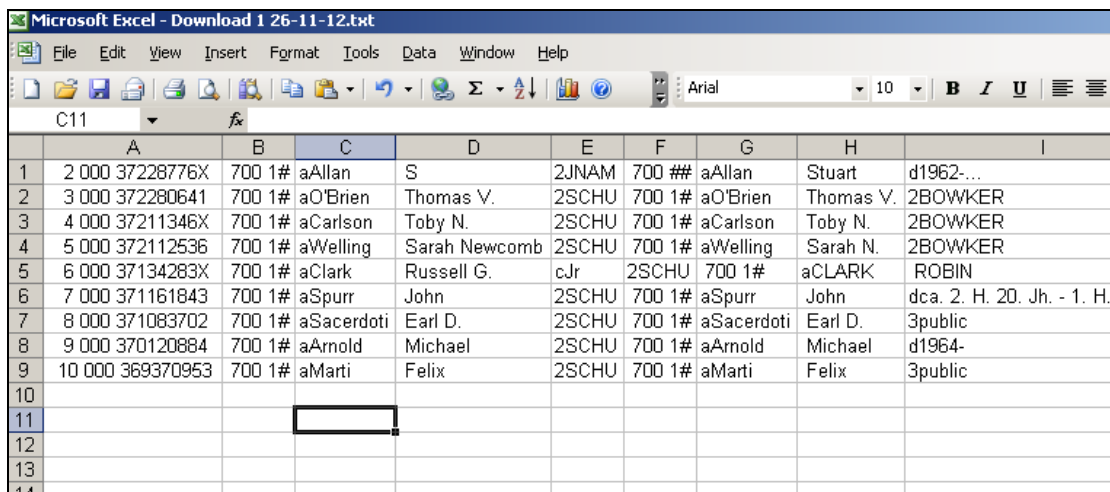 Microsoft Excel - Download 1 26-11-12.txt
File Edit View Insert Format Tools Data Window Help
Arial 10 B I U
C11 fx
A B C D E F G H I
1 2 000 37228776X 700 1# aAllan S 2JNAM 700 ## aAllan Stuart d1962-...
2 3 000 372280641 700 1# aO'Brien Thomas V. 2SCHU 700 1# aO'Brien Thomas V. 2BOWKER
3 4 000 37211346X 700 1# aCarlson Toby N. 2SCHU 700 1# aCarlson Toby N. 2BOWKER
4 5 000 372112536 700 1# aWelling Sarah Newcomb 2SCHU 700 1# aWelling Sarah N. 2BOWKER
5 6 000 37134283X 700 1# aClark Russell G. cJr 2SCHU 700 1# aCLARK ROBIN
6 7 000 371161843 700 1# aSpurr John 2SCHU 700 1# aSpurr John dca. 2. H. 20. Jh. - 1. H.
7 8 000 371083702 700 1# aSacerdoti Earl D. 2SCHU 700 1# aSacerdoti Earl D. 3public
8 9 000 370120884 700 1# aArnold Michael 2SCHU 700 1# aArnold Michael d1964-
9 10 000 369370953 700 1# aMarti Felix 2SCHU 700 1# aMarti Felix 3public
10
11
12
13